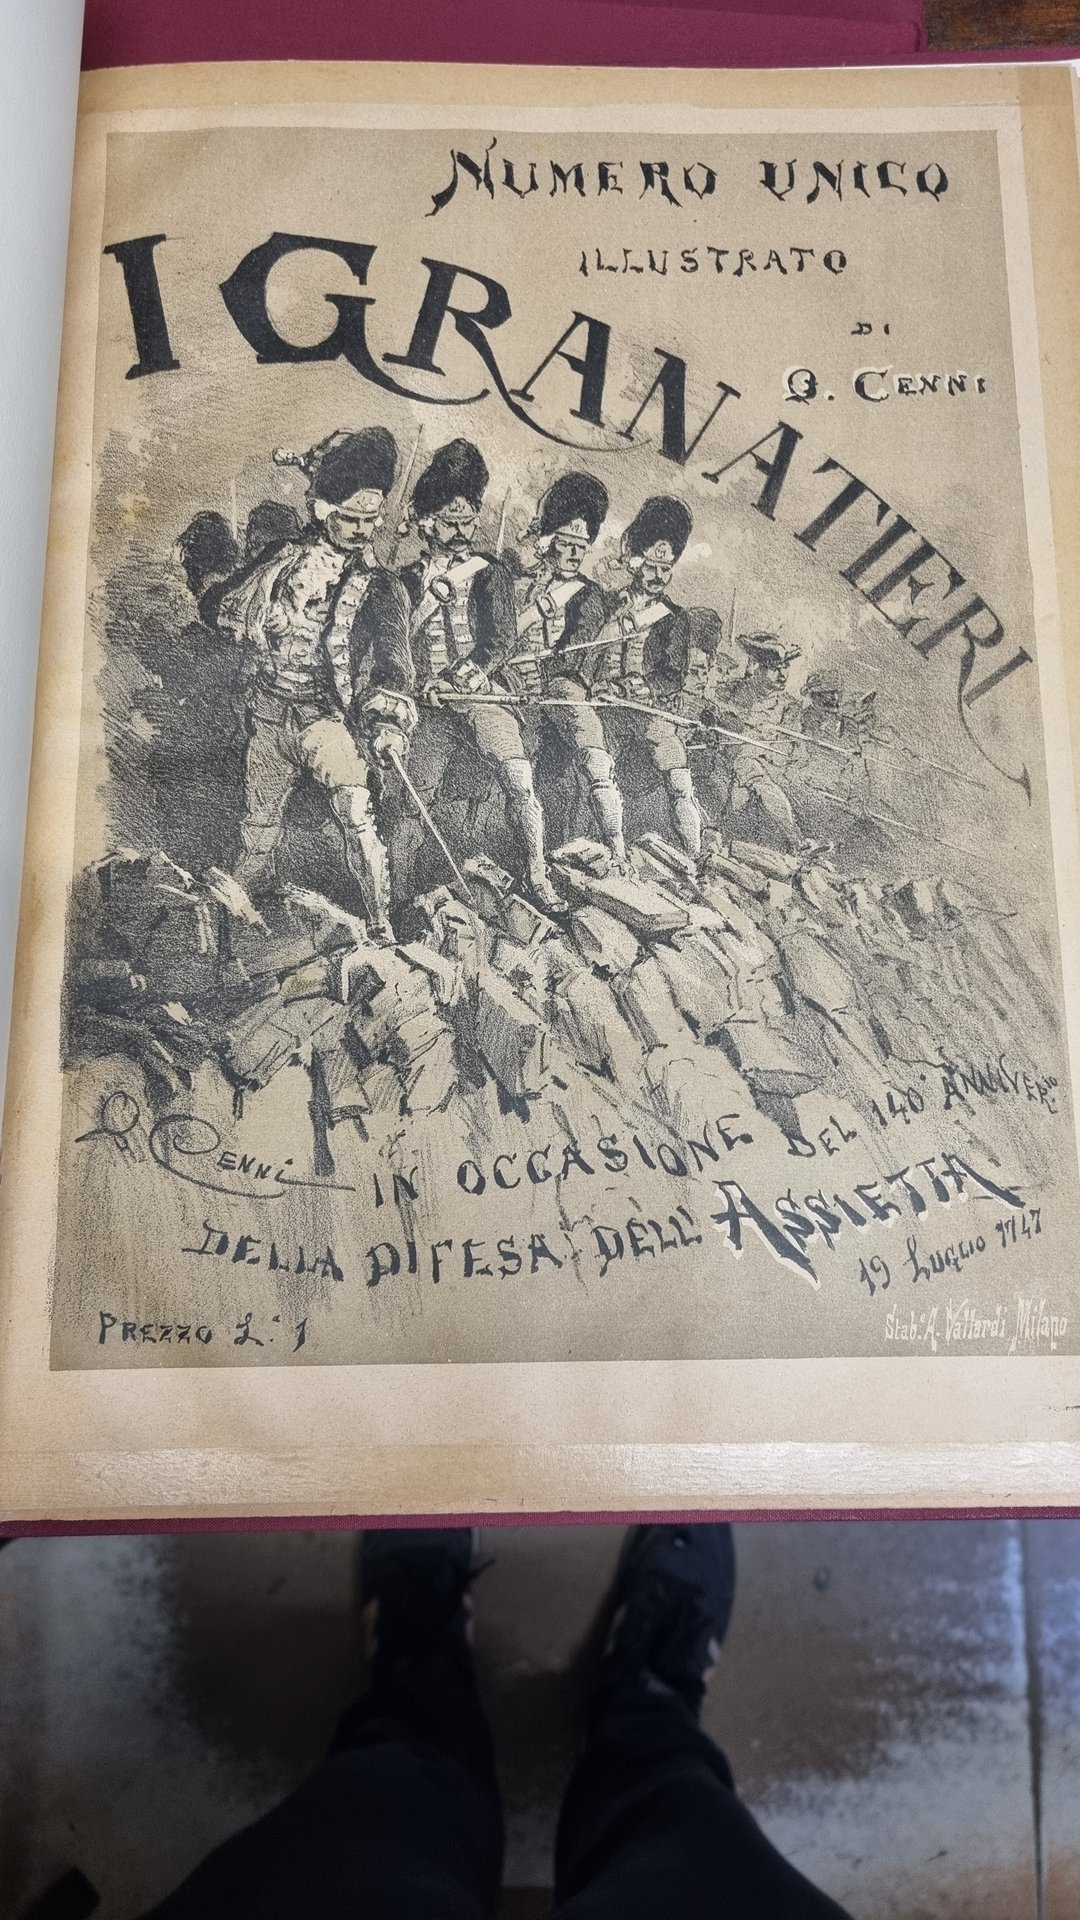 NUMERO UNICO
ILLUSTRATO
DI
Q. CENNI
I GRANATIERI
Q CENNI
IN OCCASIONE DEL 140° ANNIVERIO
DELLA DIFESA DELL' ASSIETTA
19 LUGLIO 1747
PREZZO L.a 1
Stab.o A. Vallardi Milano